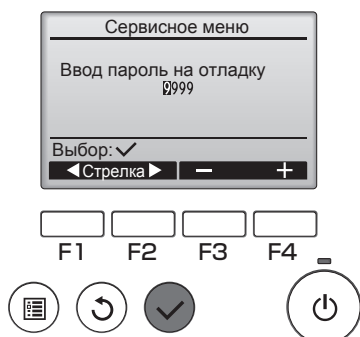 Сервисное меню
Ввод пароль на отладку
9999
Выбор:✓
◀Стрелка▶ − +
F1 F2 F3 F4